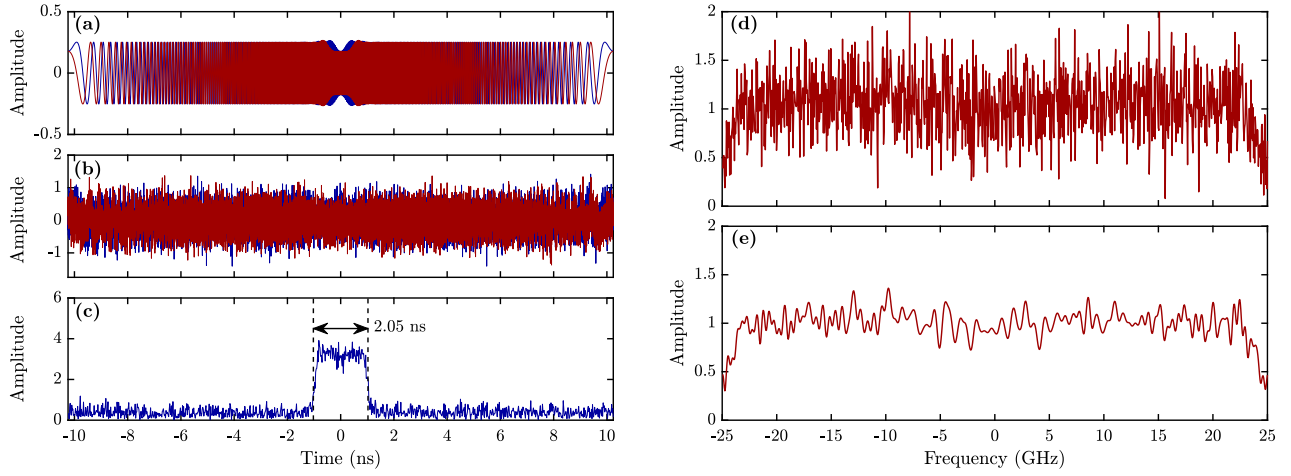 (a)
0.5
0
-0.5
Amplitude
(b)
2
1
0
-1
Amplitude
(c)
6
4
2
0
Amplitude
2.05 ns
-10 -8 -6 -4 -2 0 2 4 6 8 10
Time (ns)
(d)
2
1.5
1
0.5
0
Amplitude
(e)
2
1.5
1
0.5
0
Amplitude
-25 -20 -15 -10 -5 0 5 10 15 20 25
Frequency (GHz)